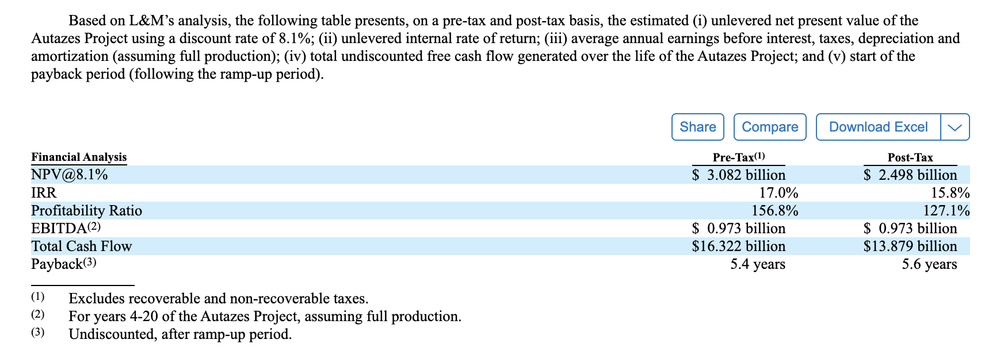 Based on L&M’s analysis, the following table presents, on a pre-tax and post-tax basis, the estimated (i) unlevered net present value of the
Autazes Project using a discount rate of 8.1%; (ii) unlevered internal rate of return; (iii) average annual earnings before interest, taxes, depreciation and
amortization (assuming full production); (iv) total undiscounted free cash flow generated over the life of the Autazes Project; and (v) start of the
payback period (following the ramp-up period).
Share Compare Download Excel
Financial Analysis Pre-Tax(1) Post-Tax
NPV@8.1% $ 3.082 billion $ 2.498 billion
IRR 17.0% 15.8%
Profitability Ratio 156.8% 127.1%
EBITDA(2) $ 0.973 billion $ 0.973 billion
Total Cash Flow $16.322 billion $13.879 billion
Payback(3) 5.4 years 5.6 years
(1) Excludes recoverable and non-recoverable taxes.
(2) For years 4-20 of the Autazes Project, assuming full production.
(3) Undiscounted, after ramp-up period.